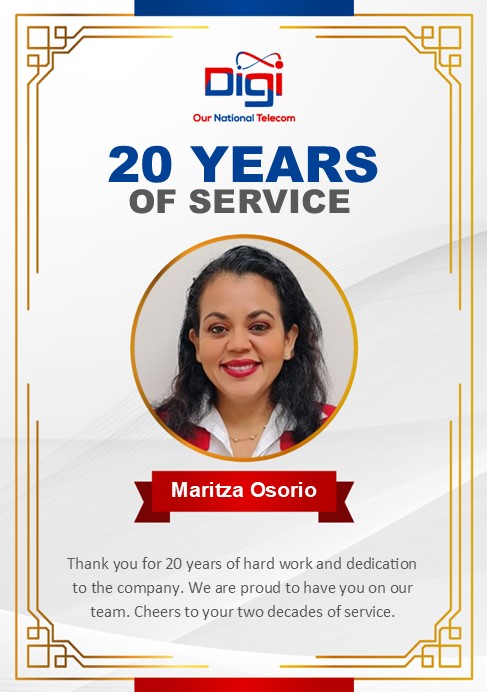 Digi
Our National Telecom
20 YEARS
OF SERVICE
Maritza Osorio
Thank you for 20 years of hard work and dedication
to the company. We are proud to have you on our
team. Cheers to your two decades of service.